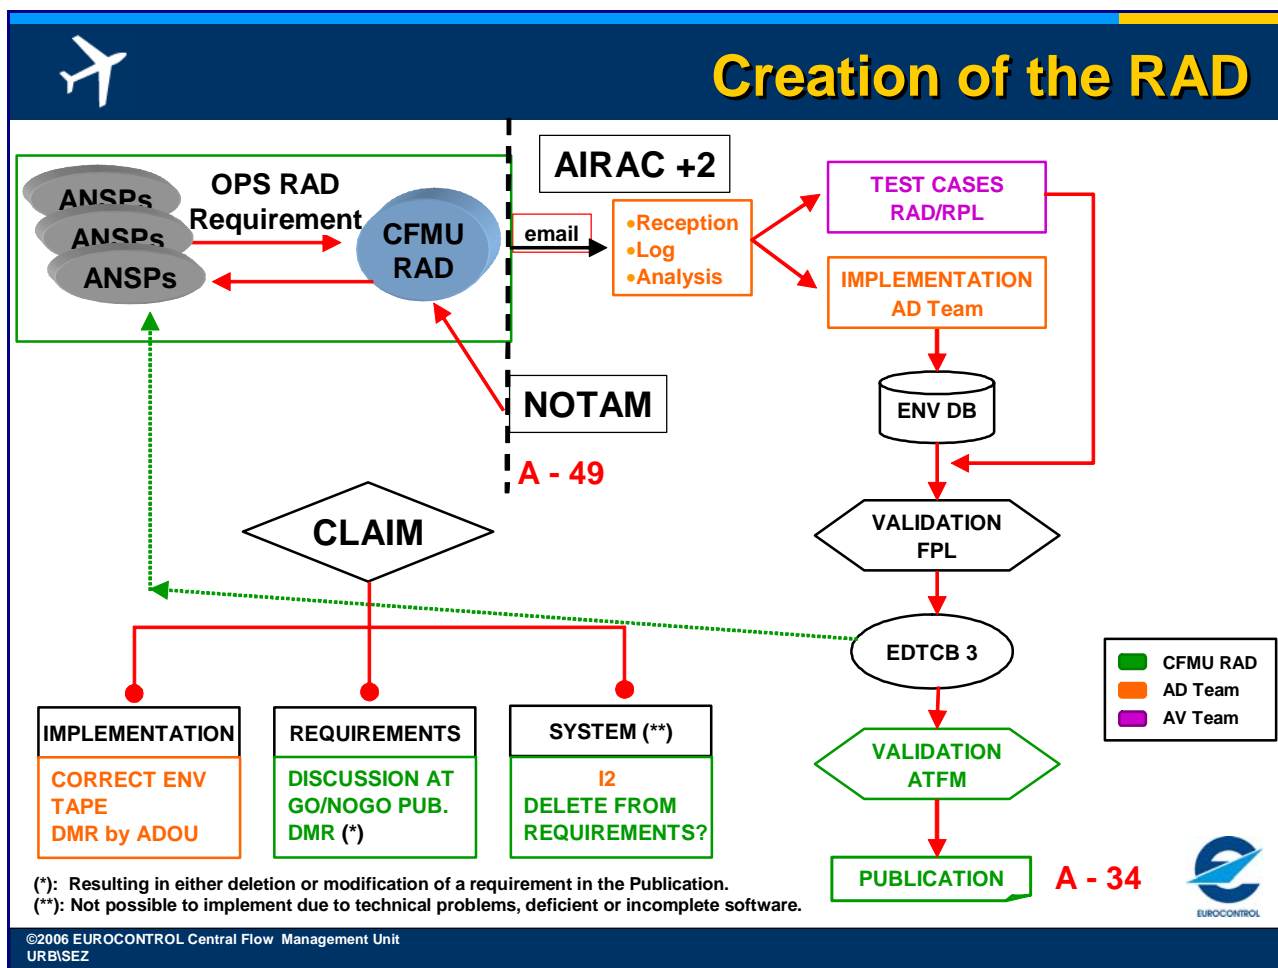 Creation of the RAD
ANSPs
ANSPs
ANSPs
OPS RAD
Requirement
CFMU
RAD
email
AIRAC +2
•Reception
•Log
•Analysis
TEST CASES
RAD/RPL
IMPLEMENTATION
AD Team
ENV DB
NOTAM
A - 49
CLAIM
VALIDATION
FPL
EDTCB 3
CFMU RAD
AD Team
AV Team
IMPLEMENTATION
CORRECT ENV
TAPE
DMR by ADOU
REQUIREMENTS
DISCUSSION AT
GO/NOGO PUB.
DMR (*)
SYSTEM (**)
I2
DELETE FROM
REQUIREMENTS?
VALIDATION
ATFM
PUBLICATION
A - 34
(*): Resulting in either deletion or modification of a requirement in the Publication.
(**): Not possible to implement due to technical problems, deficient or incomplete software.
EUROCONTROL
©2006 EUROCONTROL Central Flow Management Unit
URB\SEZ